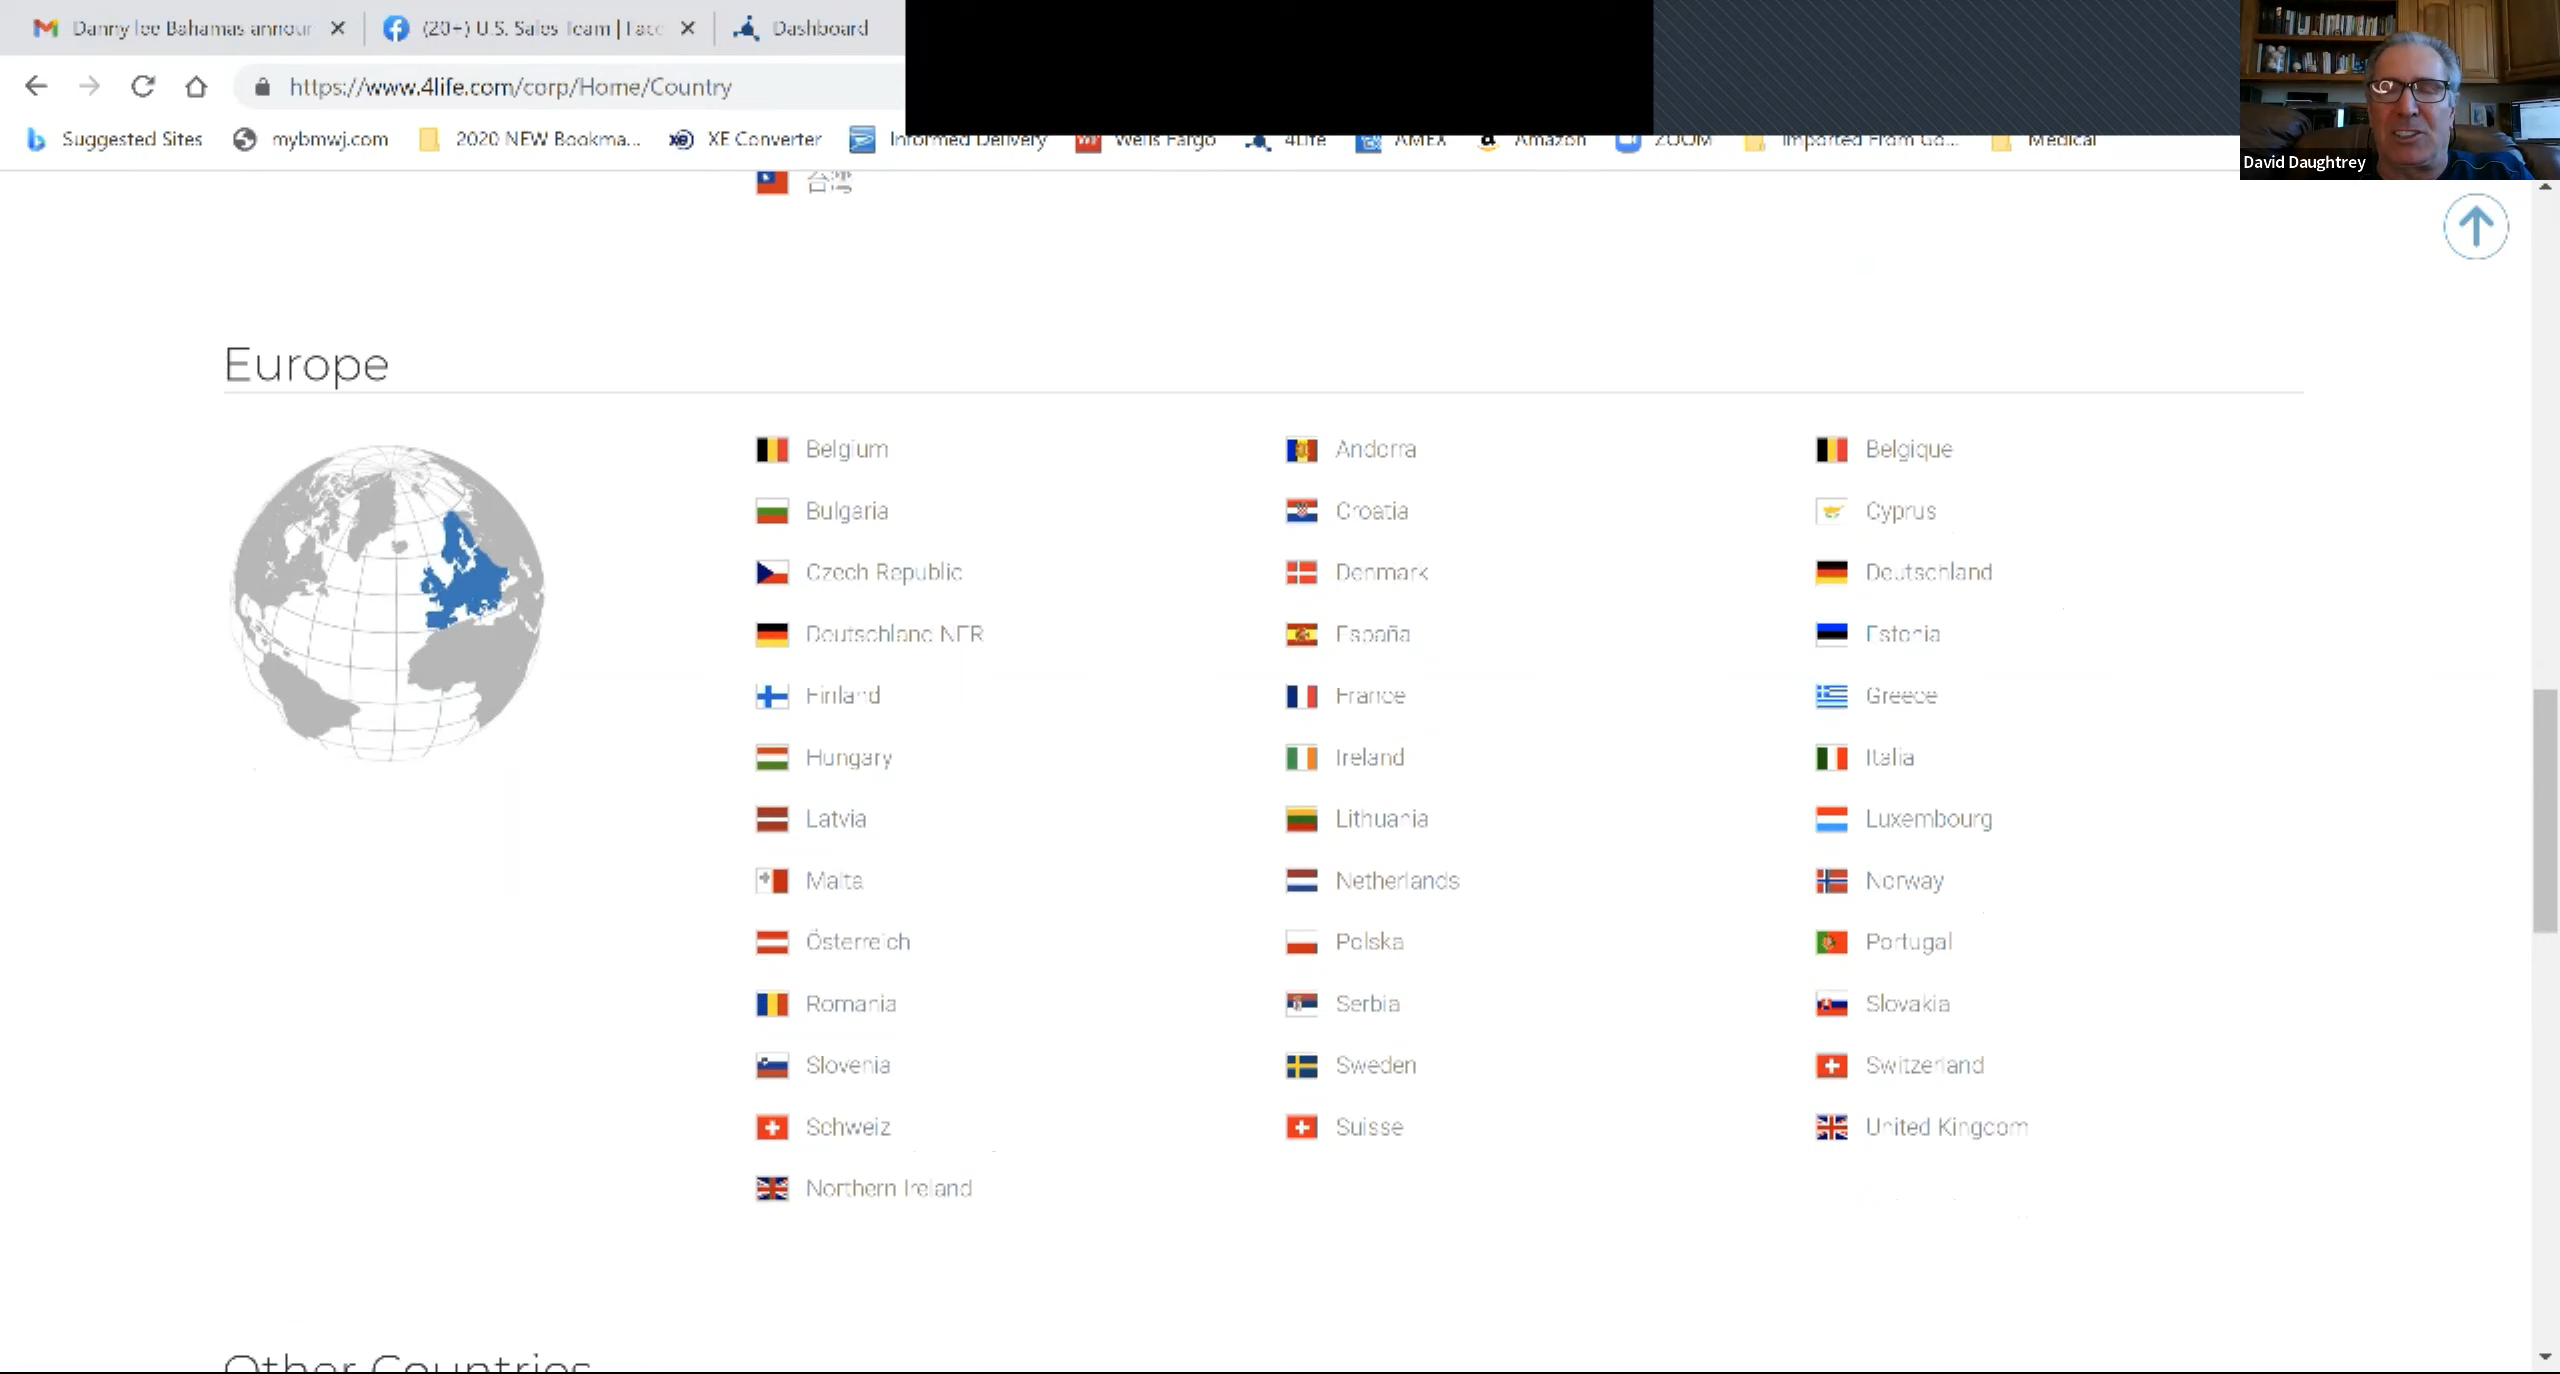 Danny lee Bahamas announ
(20+) U.S. Sales Team | Face
Dashboard
https://www.4life.com/corp/Home/Country
Suggested Sites mybmwj.com 2020 NEW Bookma... XE Converter Informed Delivery Wells Fargo 4Life AMEX Amazon ZOOM Imported From Go... Medical
David Daughtrey
台灣
Europe
Belgium Andorra Belgique
Bulgaria Croatia Cyprus
Czech Republic Denmark Deutschland
Deutschland NFR España Estonia
Finland France Greece
Hungary Ireland Italia
Latvia Lithuania Luxembourg
Malta Netherlands Norway
Österreich Polska Portugal
Romania Serbia Slovakia
Slovenia Sweden Switzerland
Schweiz Suisse United Kingdom
Northern Ireland
Other Countries